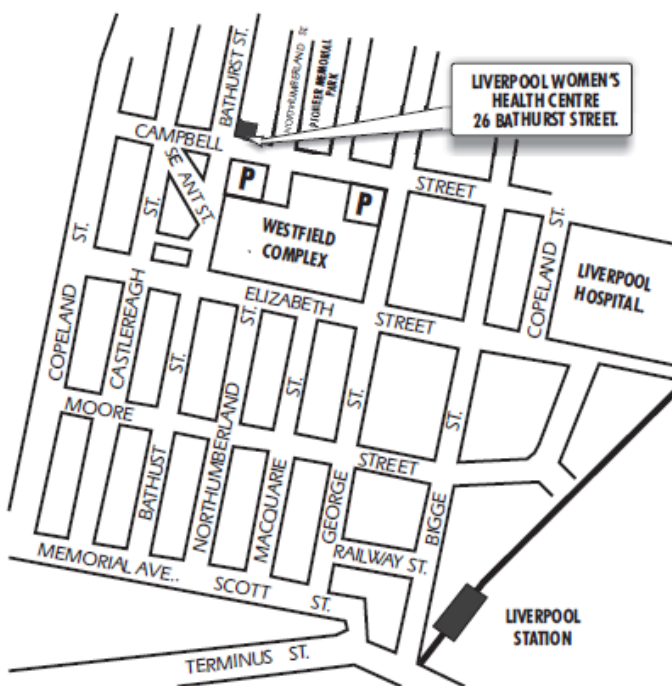 BATHURST ST.
NORTHUMBERLAND ST
PIONEER MEMORIAL
PARK
LIVERPOOL WOMEN'S
HEALTH CENTRE
26 BATHURST STREET.
CAMPBELL
STREET
SE ANT ST.
P
P
WESTFIELD
COMPLEX
ST.
ST.
COPELAND
ST.
LIVERPOOL
HOSPITAL.
ELIZABETH
STREET
COPELAND
CASTLEREAGH
ST.
ST.
ST.
ST.
ST.
MOORE
STREET
BATHUST
NORTHUMBERLAND
MACQUARIE
GEORGE
BIGGE
RAILWAY ST.
MEMORIAL AVE..
SCOTT
ST.
LIVERPOOL
STATION
TERMINUS ST.